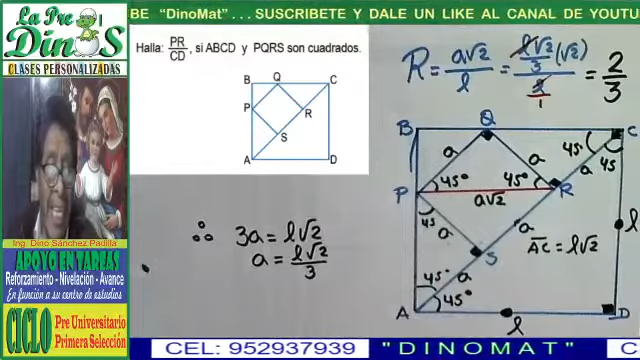 La Pre
DinoS
CLASES PERSONALIZADAS
BE "DinoMat"... SUSCRIBETE Y DALE UN LIKE AL CANAL DE YOUTU
Halla: PR/CD, si ABCD y PQRS son cuadrados.
B Q C
P
R
S
A D
R = a√2/l = (l√2/3 (√2))/(l/1) = 2/3
B Q C
a a 45° 45
P 45° 45° R
a√2
45 a a l
S AC = l√2
45° a
A 45° D
l
∴ 3a = l√2
a = l√2/3
Ing. Dino Sánchez Padilla
APOYO EN TAREAS
Reforzamiento - Nivelación - Avance
En función a su centro de estudios
CICLO Pre Universitario
Primera Selección
CEL: 952937939 "DINOMAT" C